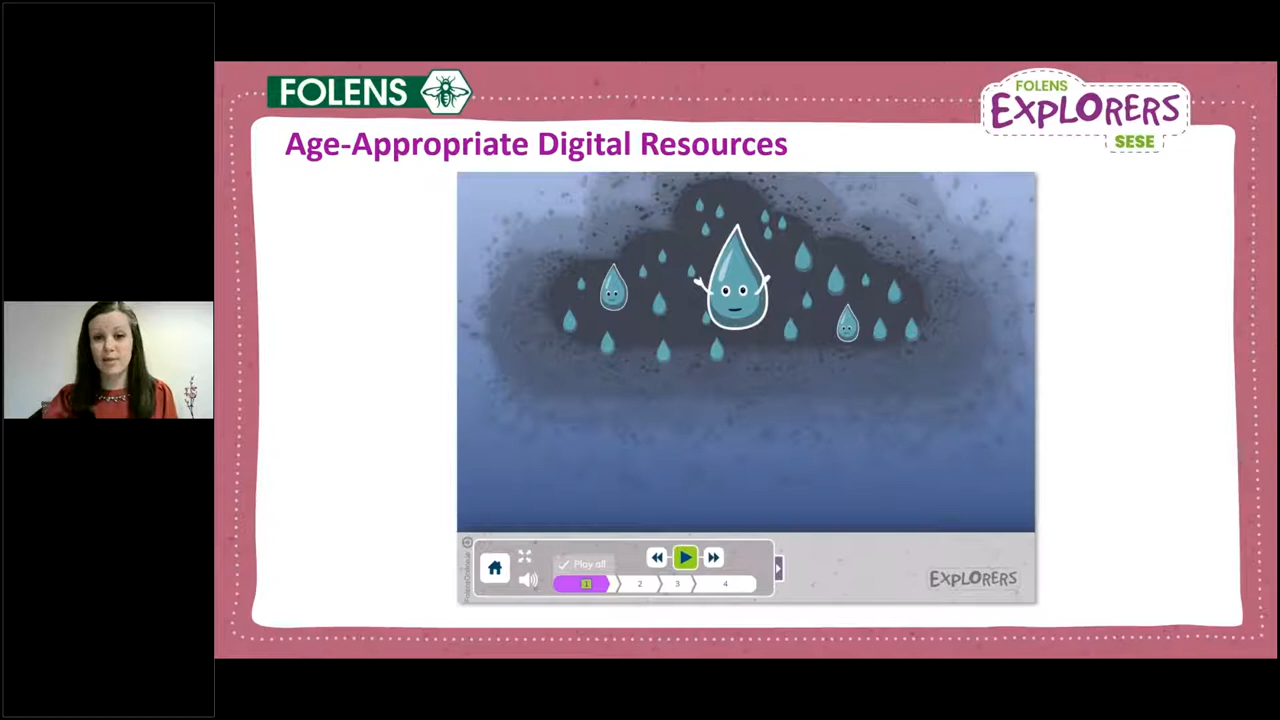 FOLENS
FOLENS
EXPLORERS
SESE
Age-Appropriate Digital Resources
Play all
1
2
3
4
EXPLORERS